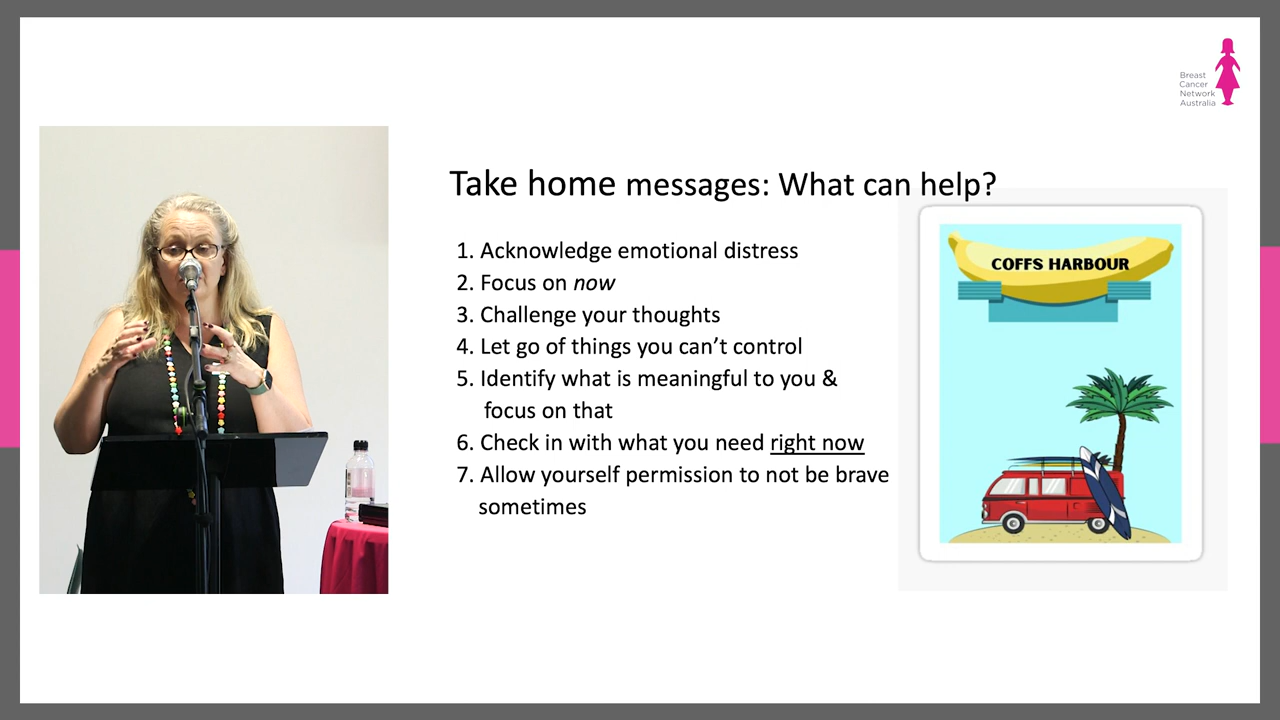 Breast
Cancer
Network
Australia
Take home messages: What can help?
1. Acknowledge emotional distress
2. Focus on now
3. Challenge your thoughts
4. Let go of things you can’t control
5. Identify what is meaningful to you &
focus on that
6. Check in with what you need right now
7. Allow yourself permission to not be brave
sometimes
COFFS HARBOUR